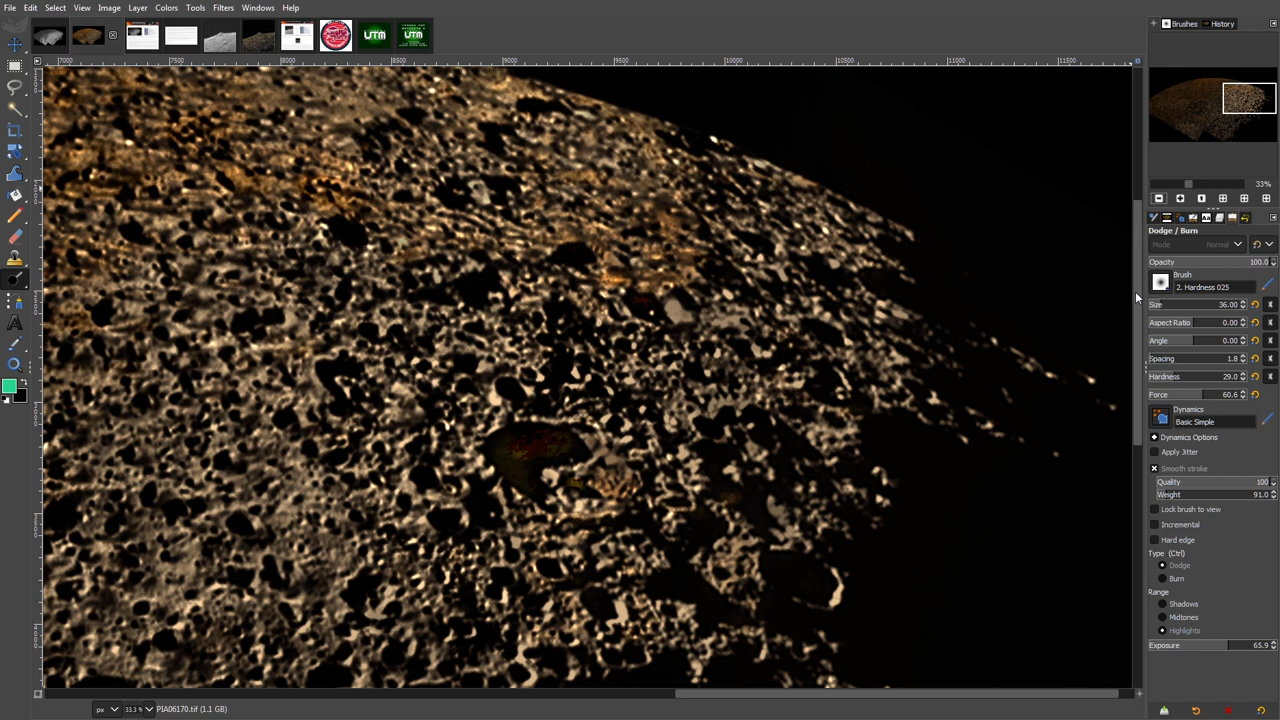 File Edit Select View Image Layer Colors Tools Filters Windows Help
Brushes History
UTM
UTM
7000 7500 8000 8500 9000 9500 10000 10500 11000 11500
33%
Dodge / Burn
Mode Normal
Opacity 100.0
Brush
2. Hardness 025
Size 36.00
Aspect Ratio 0.00
Angle 0.00
Spacing 1.8
Hardness 29.0
Force 60.6
Dynamics
Basic Simple
Dynamics Options
Apply Jitter
Smooth stroke
Quality 100
Weight 91.0
Lock brush to view
Incremental
Hard edge
Type (Ctrl)
Dodge
Burn
Range
Shadows
Midtones
Highlights
Exposure 65.9
px 33.3 PIA06170.tif (1.1 GB)